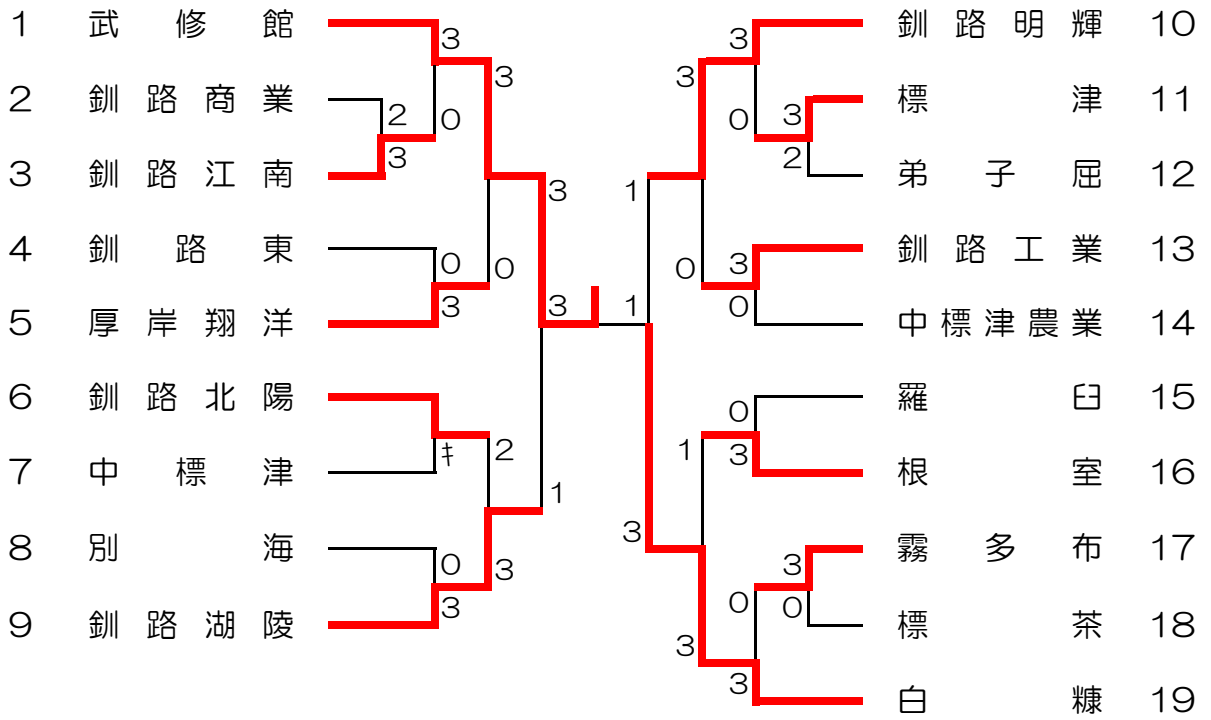 1 武修館
2 釧路商業
3 釧路江南
4 釧路東
5 厚岸翔洋
6 釧路北陽
7 中標津
8 別海
9 釧路湖陵
3
3
2
0
3
3
0
0
3
3
ｷ
2
1
0
3
3
3
3
1
0
3
2
1
0
3
1
0
0
1
3
3
3
0
0
3
3
釧路明輝 10
標津 11
弟子屈 12
釧路工業 13
中標津農業 14
羅臼 15
根室 16
霧多布 17
標茶 18
白糠 19